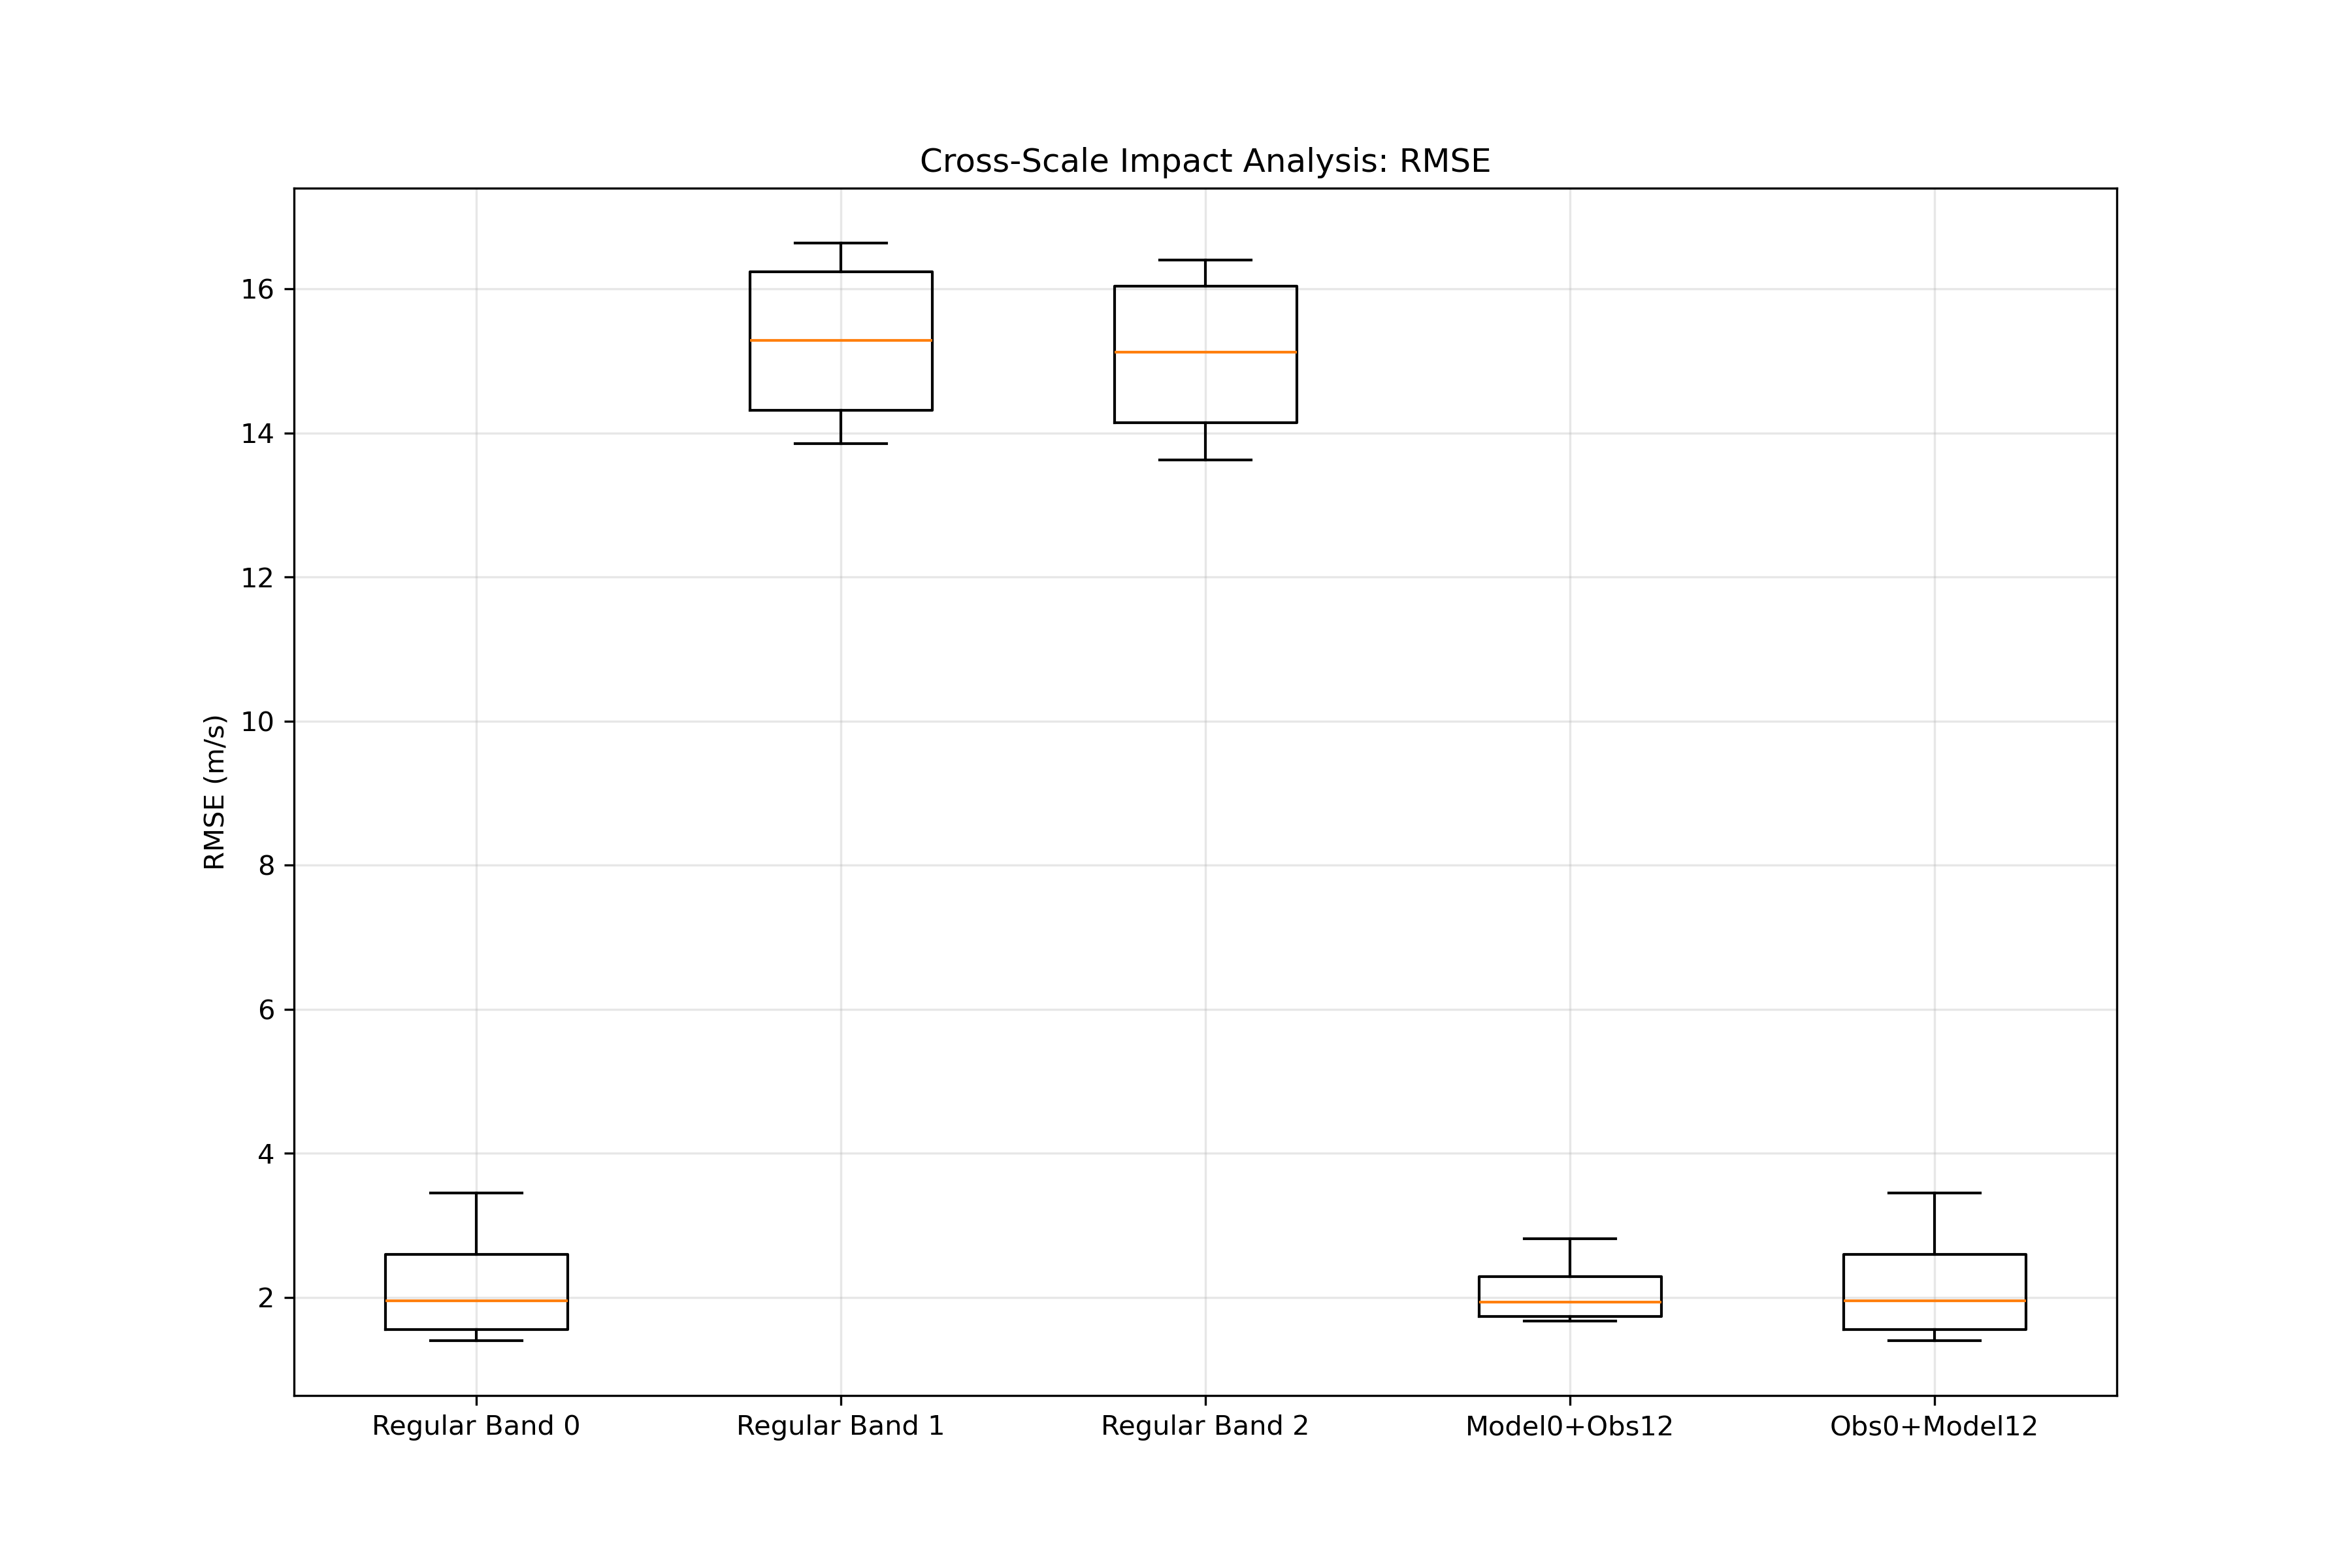 Cross-Scale Impact Analysis: RMSE
RMSE (m/s)
16
14
12
10
8
6
4
2
Regular Band 0
Regular Band 1
Regular Band 2
Model0+Obs12
Obs0+Model12